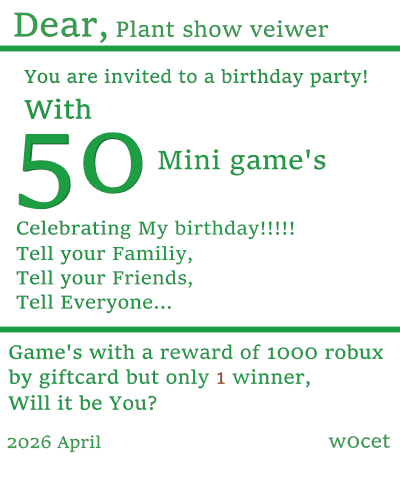 Dear, Plant show veiwer
You are invited to a birthday party!
With
50 Mini game's
Celebrating My birthday!!!!!
Tell your Familiy,
Tell your Friends,
Tell Everyone...
Game's with a reward of 1000 robux
by giftcard but only 1 winner,
Will it be You?
2026 April w0cet